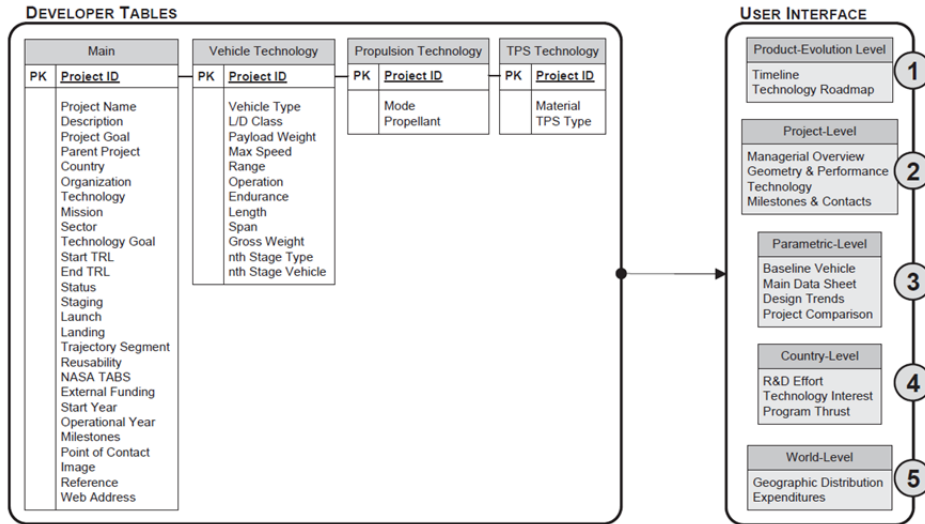 DEVELOPER TABLES
Main
PK Project ID
Project Name
Description
Project Goal
Parent Project
Country
Organization
Technology
Mission
Sector
Technology Goal
Start TRL
End TRL
Status
Staging
Launch
Landing
Trajectory Segment
Reusability
NASA TABS
External Funding
Start Year
Operational Year
Milestones
Point of Contact
Image
Reference
Web Address
Vehicle Technology
PK Project ID
Vehicle Type
L/D Class
Payload Weight
Max Speed
Range
Operation
Endurance
Length
Span
Gross Weight
nth Stage Type
nth Stage Vehicle
Propulsion Technology
PK Project ID
Mode
Propellant
TPS Technology
PK Project ID
Material
TPS Type
USER INTERFACE
Product-Evolution Level
Timeline
Technology Roadmap
1
Project-Level
Managerial Overview
Geometry & Performance
Technology
Milestones & Contacts
2
Parametric-Level
Baseline Vehicle
Main Data Sheet
Design Trends
Project Comparison
3
Country-Level
R&D Effort
Technology Interest
Program Thrust
4
World-Level
Geographic Distribution
Expenditures
5